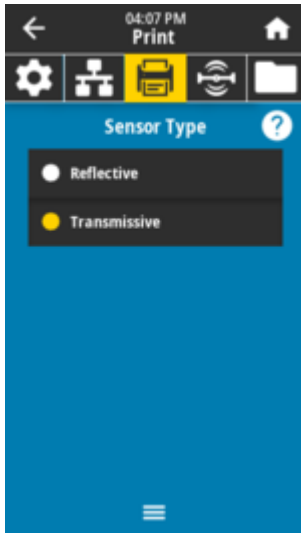 04:07 PM
Print
Sensor Type
?
Reflective
Transmissive